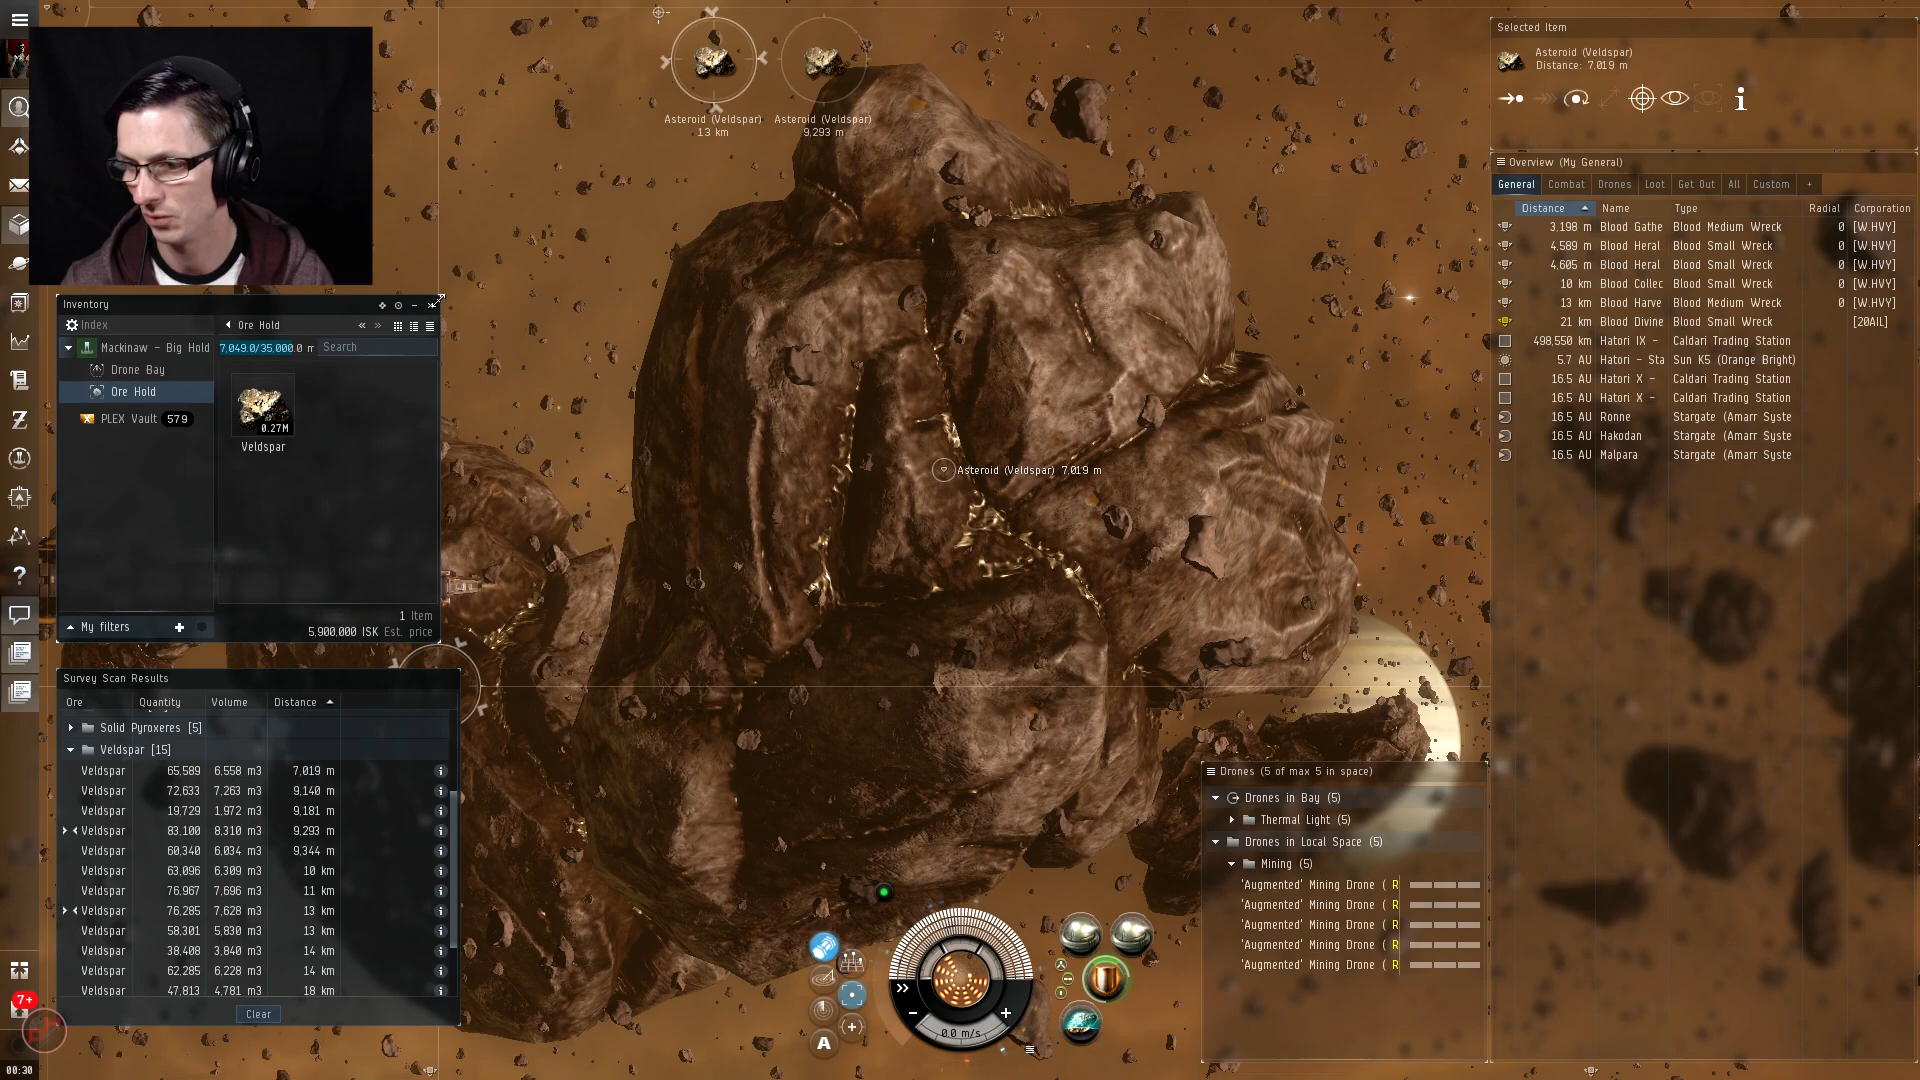 Asteroid (Veldspar)
13 km
Asteroid (Veldspar)
9,293 m
Selected Item
Asteroid (Veldspar)
Distance: 7,019 m
Overview (My General)
General Combat Drones Loot Get Out All Custom +
Distance Name Type Radial Corporation
3,198 m Blood Gathe Blood Medium Wreck 0 [W.HVY]
4,589 m Blood Heral Blood Small Wreck 0 [W.HVY]
4,605 m Blood Heral Blood Small Wreck 0 [W.HVY]
10 km Blood Collec Blood Small Wreck 0 [W.HVY]
13 km Blood Harve Blood Medium Wreck 0 [W.HVY]
21 km Blood Divine Blood Small Wreck [20AIL]
498,550 km Hatori IX - Caldari Trading Station
5.7 AU Hatori - Sta Sun K5 (Orange Bright)
16.5 AU Hatori X - Caldari Trading Station
16.5 AU Hatori X - Caldari Trading Station
16.5 AU Ronne Stargate (Amarr Syste
16.5 AU Hakodan Stargate (Amarr Syste
16.5 AU Malpara Stargate (Amarr Syste
Inventory
Index
Ore Hold
Mackinaw - Big Hold
7,049.0/35,000.0 m
Search
Drone Bay
Ore Hold
PLEX Vault 579
0.27M
Veldspar
My filters +
1 Item
5,900,000 ISK Est. price
Asteroid (Veldspar) 7,019 m
Survey Scan Results
Ore Quantity Volume Distance
Solid Pyroxeres [5]
Veldspar [15]
Veldspar 65,589 6,558 m3 7,019 m
Veldspar 72,633 7,263 m3 9,140 m
Veldspar 19,729 1,972 m3 9,181 m
Veldspar 83,100 8,310 m3 9,293 m
Veldspar 60,340 6,034 m3 9,344 m
Veldspar 63,096 6,309 m3 10 km
Veldspar 76,967 7,696 m3 11 km
Veldspar 76,285 7,628 m3 13 km
Veldspar 58,301 5,830 m3 13 km
Veldspar 38,408 3,840 m3 14 km
Veldspar 62,285 6,228 m3 14 km
Veldspar 47,813 4,781 m3 18 km
Clear
Drones (5 of max 5 in space)
Drones in Bay (5)
Thermal Light (5)
Drones in Local Space (5)
Mining (5)
'Augmented' Mining Drone ( R
'Augmented' Mining Drone ( R
'Augmented' Mining Drone ( R
'Augmented' Mining Drone ( R
'Augmented' Mining Drone ( R
0.0 m/s
A
7+
00:30